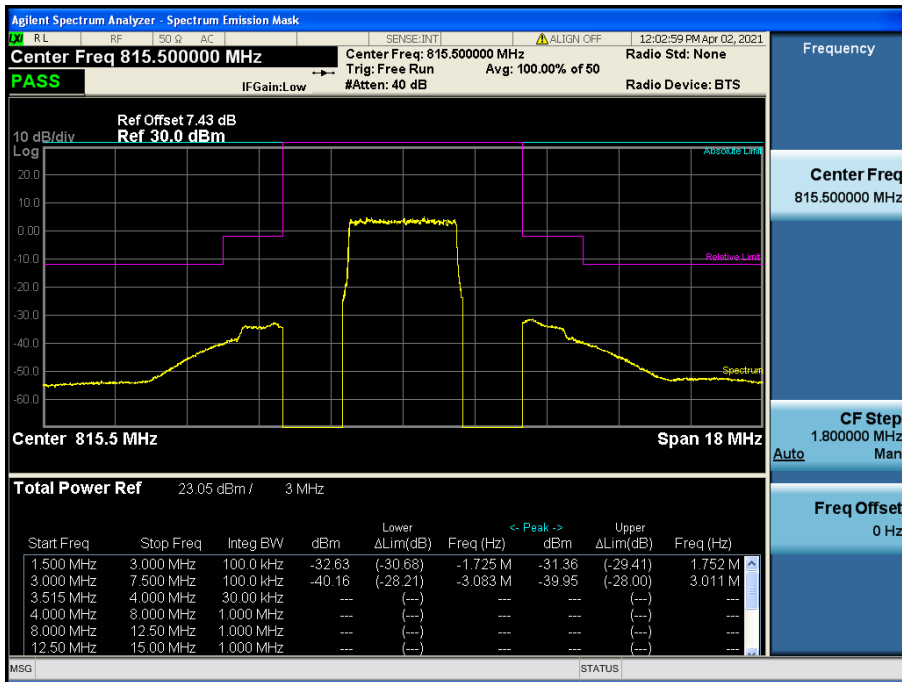 Agilent Spectrum Analyzer - Spectrum Emission Mask
LXI RL RF 50 Ω AC SENSE:INT ALIGN OFF 12:02:59 PM Apr 02, 2021
Center Freq 815.500000 MHz
Center Freq: 815.500000 MHz Radio Std: None
Trig: Free Run Avg: 100.00% of 50
PASS IFGain:Low #Atten: 40 dB Radio Device: BTS
Ref Offset 7.43 dB
10 dB/div Ref 30.0 dBm
Log
Absolute Limit
20.0
10.0
0.00
-10.0
Relative Limit
-20.0
-30.0
-40.0
-50.0
Spectrum
-60.0
Center 815.5 MHz Span 18 MHz
Total Power Ref 23.05 dBm / 3 MHz
Lower <- Peak -> Upper
Start Freq Stop Freq Integ BW dBm ΔLim(dB) Freq (Hz) dBm ΔLim(dB) Freq (Hz)
1.500 MHz 3.000 MHz 100.0 kHz -32.63 (-30.68) -1.725 M -31.36 (-29.41) 1.752 M
3.000 MHz 7.500 MHz 100.0 kHz -40.16 (-28.21) -3.083 M -39.95 (-28.00) 3.011 M
3.515 MHz 4.000 MHz 30.00 kHz --- (---) --- --- (---) ---
4.000 MHz 8.000 MHz 1.000 MHz --- (---) --- --- (---) ---
8.000 MHz 12.50 MHz 1.000 MHz --- (---) --- --- (---) ---
12.50 MHz 15.00 MHz 1.000 MHz --- (---) --- --- (---) ---
MSG STATUS
Frequency
Center Freq
815.500000 MHz
CF Step
1.800000 MHz
Auto Man
Freq Offset
0 Hz